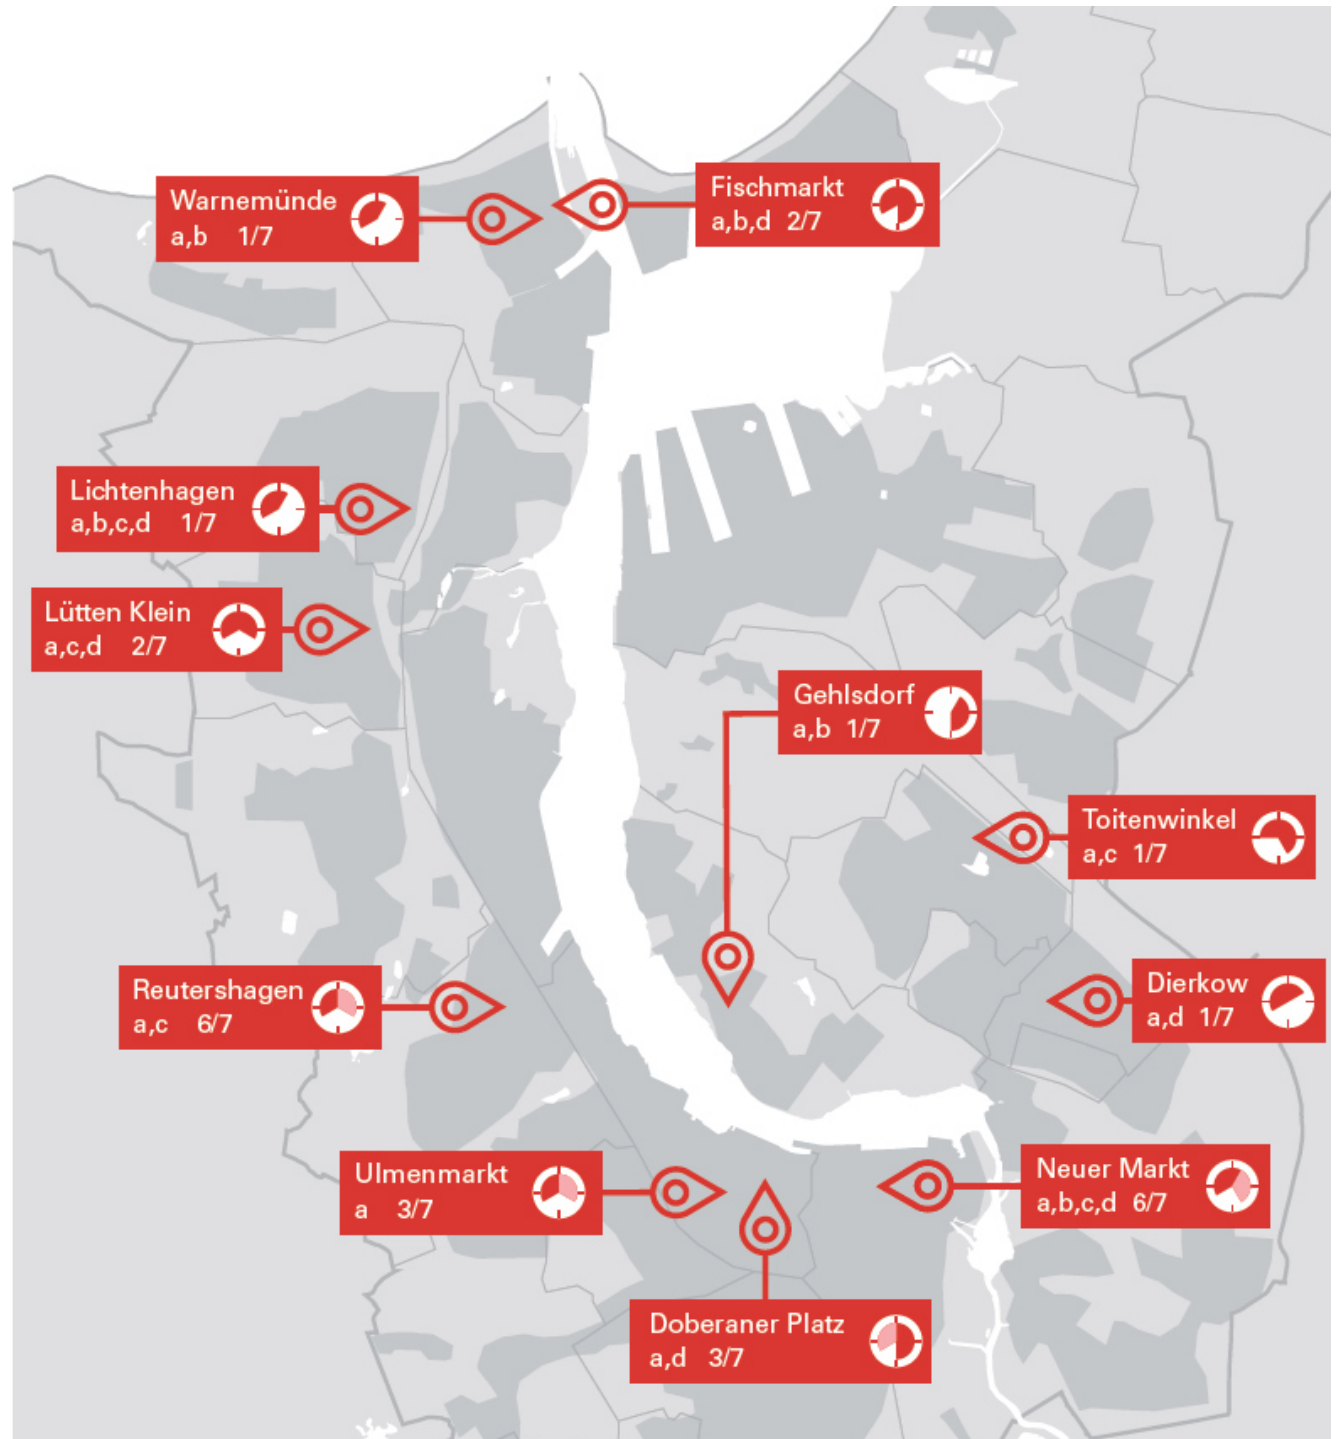 Warnemünde
a,b 1/7
Fischmarkt
a,b,d 2/7
Lichtenhagen
a,b,c,d 1/7
Lütten Klein
a,c,d 2/7
Gehlsdorf
a,b 1/7
Toitenwinkel
a,c 1/7
Reutershagen
a,c 6/7
Dierkow
a,d 1/7
Ulmenmarkt
a 3/7
Neuer Markt
a,b,c,d 6/7
Doberaner Platz
a,d 3/7